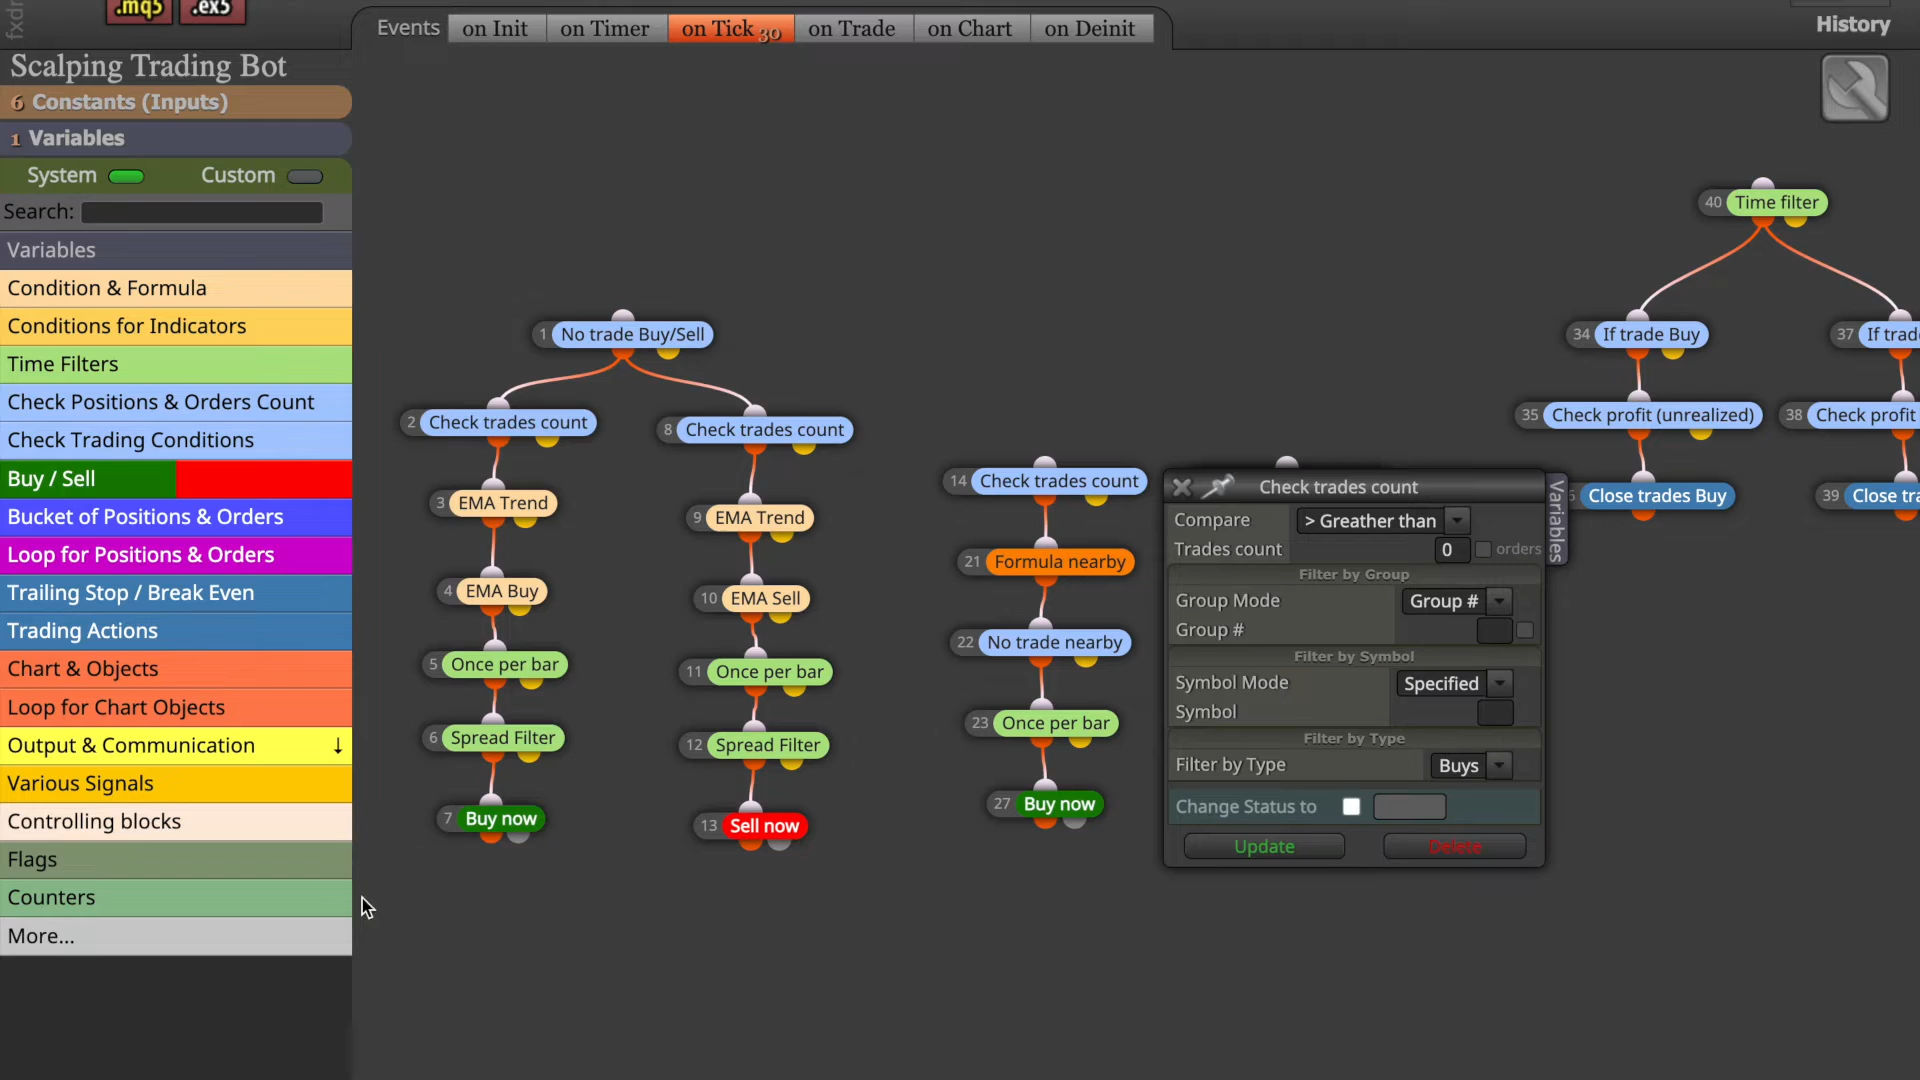 fxdr
.mq5 .ex5
Events on Init on Timer on Tick 30 on Trade on Chart on Deinit
History
Scalping Trading Bot
6 Constants (Inputs)
1 Variables
System Custom
Search:
Variables
Condition & Formula
Conditions for Indicators
Time Filters
Check Positions & Orders Count
Check Trading Conditions
Buy / Sell
Bucket of Positions & Orders
Loop for Positions & Orders
Trailing Stop / Break Even
Trading Actions
Chart & Objects
Loop for Chart Objects
Output & Communication ↓
Various Signals
Controlling blocks
Flags
Counters
More...
1 No trade Buy/Sell
2 Check trades count
3 EMA Trend
4 EMA Buy
5 Once per bar
6 Spread Filter
7 Buy now
8 Check trades count
9 EMA Trend
10 EMA Sell
11 Once per bar
12 Spread Filter
13 Sell now
14 Check trades count
21 Formula nearby
22 No trade nearby
23 Once per bar
27 Buy now
Check trades count
Compare > Greather than
Trades count 0 orders
Filter by Group
Group Mode Group #
Group #
Filter by Symbol
Symbol Mode Specified
Symbol
Filter by Type
Filter by Type Buys
Change Status to
Update Delete
Variables
40 Time filter
34 If trade Buy
35 Check profit (unrealized)
Close trades Buy
37 If trad
38 Check profit
39 Close tra